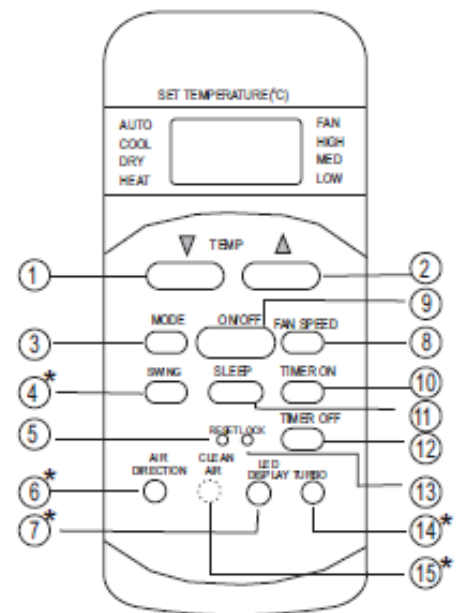 SET TEMPERATURE(°C)
AUTO FAN
COOL HIGH
DRY MED
HEAT LOW
TEMP
1 2
9
MODE ON/OFF FAN SPEED
3 8
SWING SLEEP TIMER ON
4* 10
11
RESET LOCK TIMER OFF
5 12
AIR DIRECTION
CLEAN AIR
LED DISPLAY TURBO
13
6*
7* 14*
15*